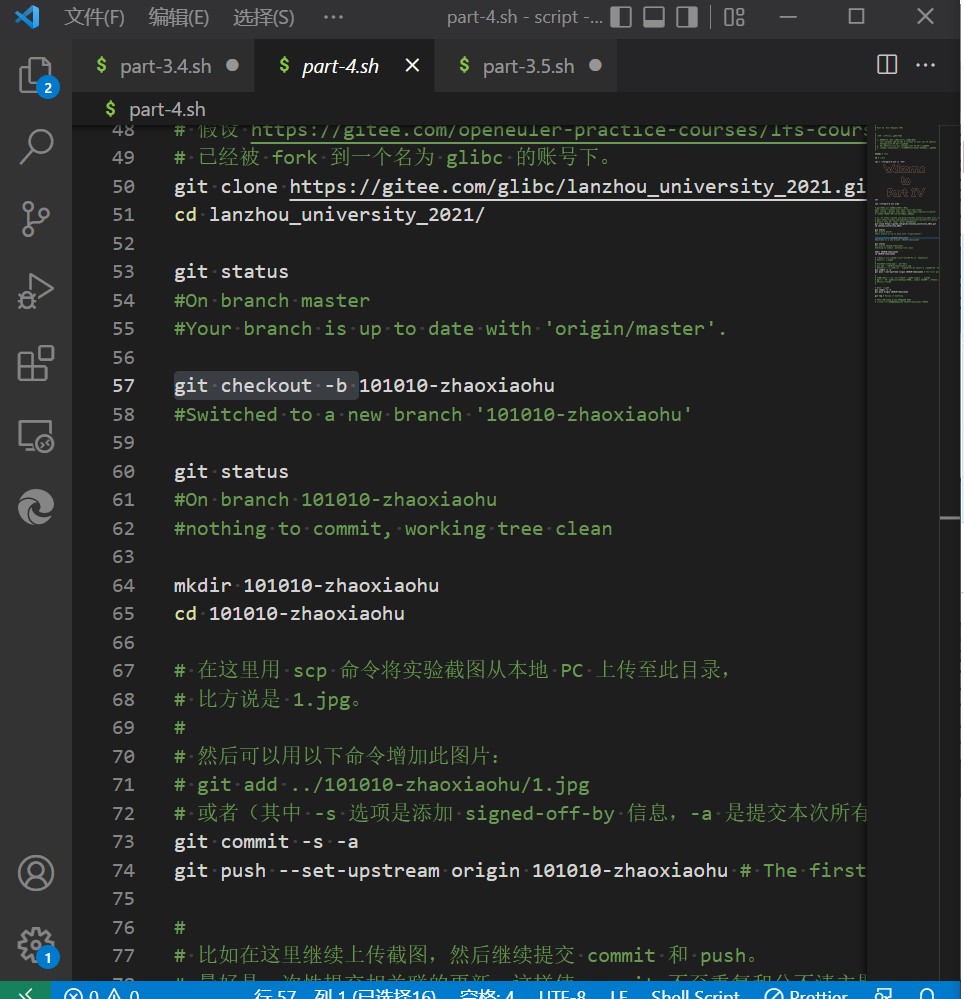 文件(F) 编辑(E) 选择(S) ··· part-4.sh - script -...
$ part-3.4.sh ● $ part-4.sh × $ part-3.5.sh ● ···
$ part-4.sh
48 # 假设 https://gitee.com/openeuler-practice-courses/lfs-cours
49 # 已经被 fork 到一个名为 glibc 的账号下。
50 git clone https://gitee.com/glibc/lanzhou_university_2021.gi
51 cd lanzhou_university_2021/
52
53 git status
54 #On branch master
55 #Your branch is up to date with 'origin/master'.
56
57 git checkout -b 101010-zhaoxiaohu
58 #Switched to a new branch '101010-zhaoxiaohu'
59
60 git status
61 #On branch 101010-zhaoxiaohu
62 #nothing to commit, working tree clean
63
64 mkdir 101010-zhaoxiaohu
65 cd 101010-zhaoxiaohu
66
67 # 在这里用 scp 命令将实验截图从本地 PC 上传至此目录，
68 # 比方说是 1.jpg。
69 #
70 # 然后可以用以下命令增加此图片：
71 # git add ../101010-zhaoxiaohu/1.jpg
72 # 或者（其中 -s 选项是添加 signed-off-by 信息，-a 是提交本次所有
73 git commit -s -a
74 git push --set-upstream origin 101010-zhaoxiaohu # The first
75
76 #
77 # 比如在这里继续上传截图，然后继续提交 commit 和 push。
2
1
Welcome
to
Part IV
0 0 行 57，列 1 (已选择16) 空格: 4 UTF-8 LF Shell Script Prettier